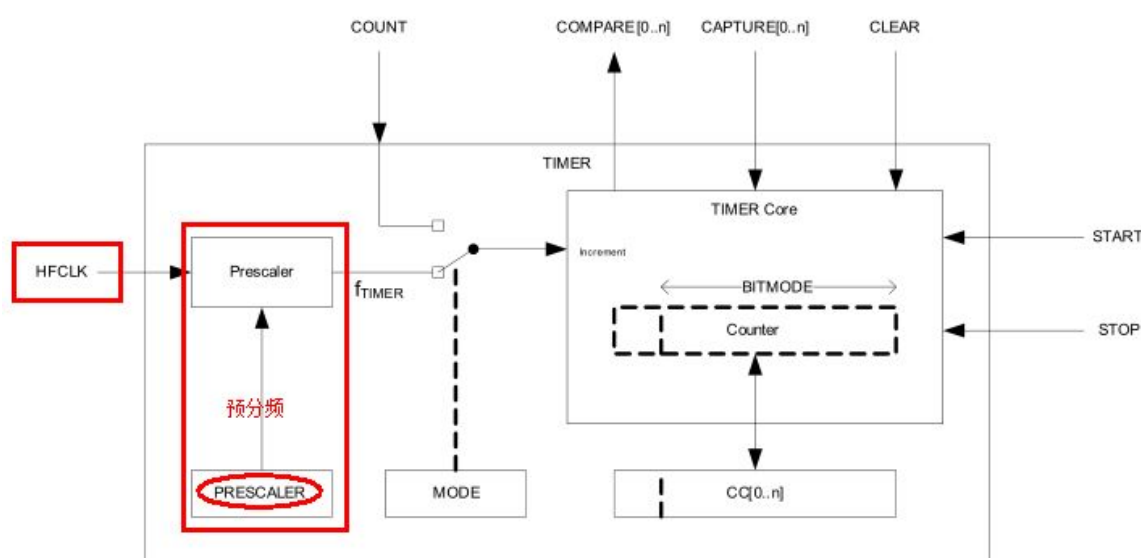 COUNT
COMPARE[0..n]
CAPTURE[0..n]
CLEAR
TIMER
TIMER Core
START
HFCLK
Prescaler
Increment
fTIMER
BITMODE
Counter
STOP
预分频
PRESCALER
MODE
CC[0..n]